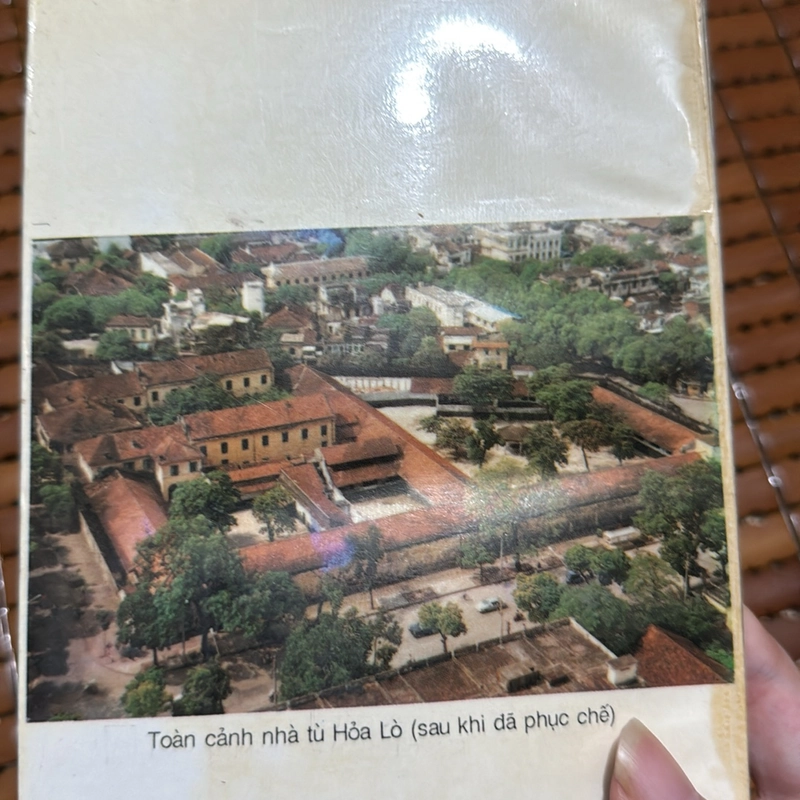 Toàn cảnh nhà tù Hỏa Lò (sau khi đã phục chế)